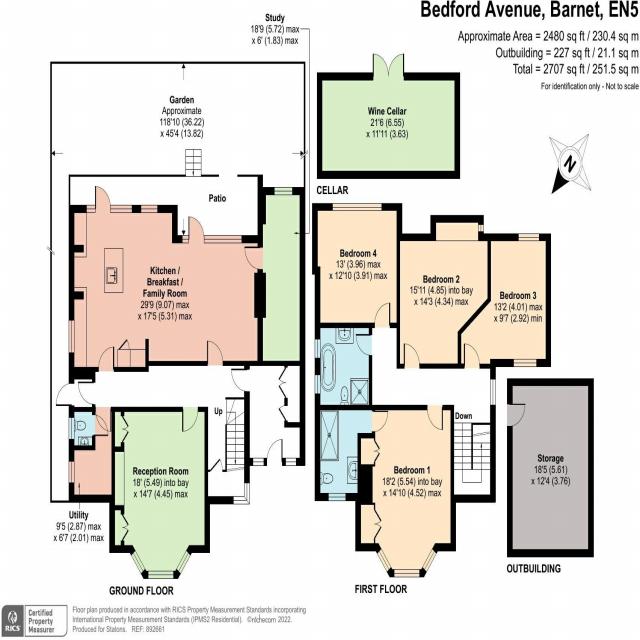 Bedford Avenue, Barnet, EN5
Approximate Area = 2480 sq ft / 230.4 sq m
Outbuilding = 227 sq ft / 21.1 sq m
Total = 2707 sq ft / 251.5 sq m
For identification only - Not to scale
Study
18'9 (5.72) max
x 6' (1.83) max
Garden
Approximate
118'10 (36.22)
x 45'4 (13.82)
Wine Cellar
21'6 (6.55)
x 11'11 (3.63)
N
CELLAR
Patio
Kitchen /
Breakfast /
Family Room
29'9 (9.07) max
x 17'5 (5.31) max
Bedroom 4
13' (3.96) max
x 12'10 (3.91) max
Bedroom 2
15'11 (4.85) into bay
x 14'3 (4.34) max
Bedroom 3
13'2 (4.01) max
x 9'7 (2.92) min
Up
Down
Reception Room
18' (5.49) into bay
x 14'7 (4.45) max
Bedroom 1
18'2 (5.54) into bay
x 14'10 (4.52) max
Storage
18'5 (5.61)
x 12'4 (3.76)
Utility
9'5 (2.87) max
x 6'7 (2.01) max
GROUND FLOOR
FIRST FLOOR
OUTBUILDING
RICS
Certified
Property
Measurer
Floor plan produced in accordance with RICS Property Measurement Standards incorporating
International Property Measurement Standards (IPMS2 Residential). ©nichecom 2022.
Produced for Statons. REF: 892661